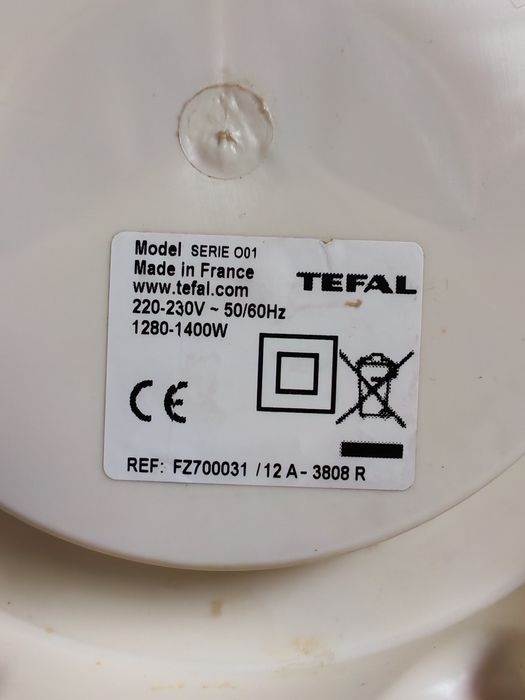 Model SERIE O01
Made in France
www.tefal.com
TEFAL
220-230V ~ 50/60Hz
1280-1400W
CE
REF: FZ700031 /12 A - 3808 R